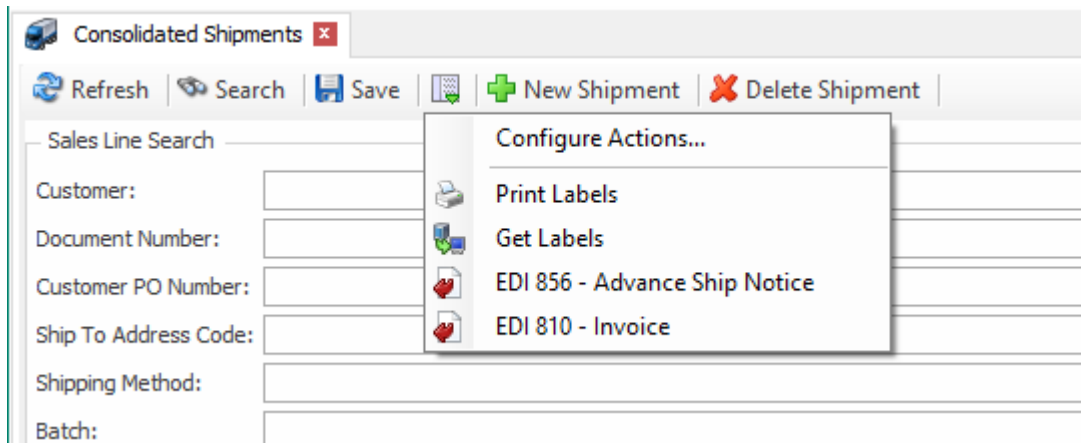 Consolidated Shipments
Refresh Search Save New Shipment Delete Shipment
Configure Actions...
Print Labels
Get Labels
EDI 856 - Advance Ship Notice
EDI 810 - Invoice
Sales Line Search
Customer:
Document Number:
Customer PO Number:
Ship To Address Code:
Shipping Method:
Batch: